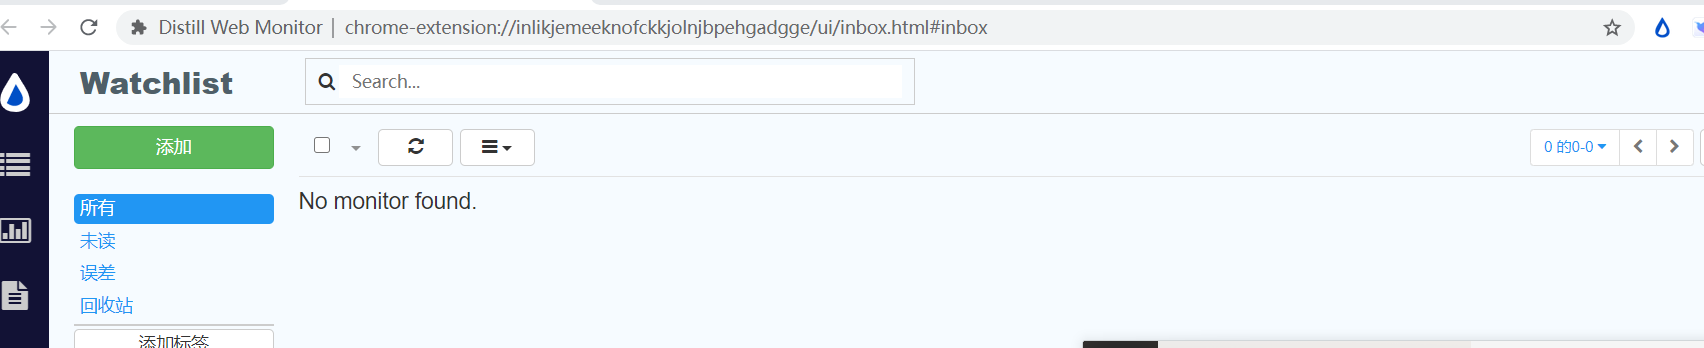 Distill Web Monitor | chrome-extension://inlikjemeeknofckkjolnjbpehgadgge/ui/inbox.html#inbox
Watchlist
Search...
添加
0 的0-0
所有
No monitor found.
未读
误差
回收站
添加标签